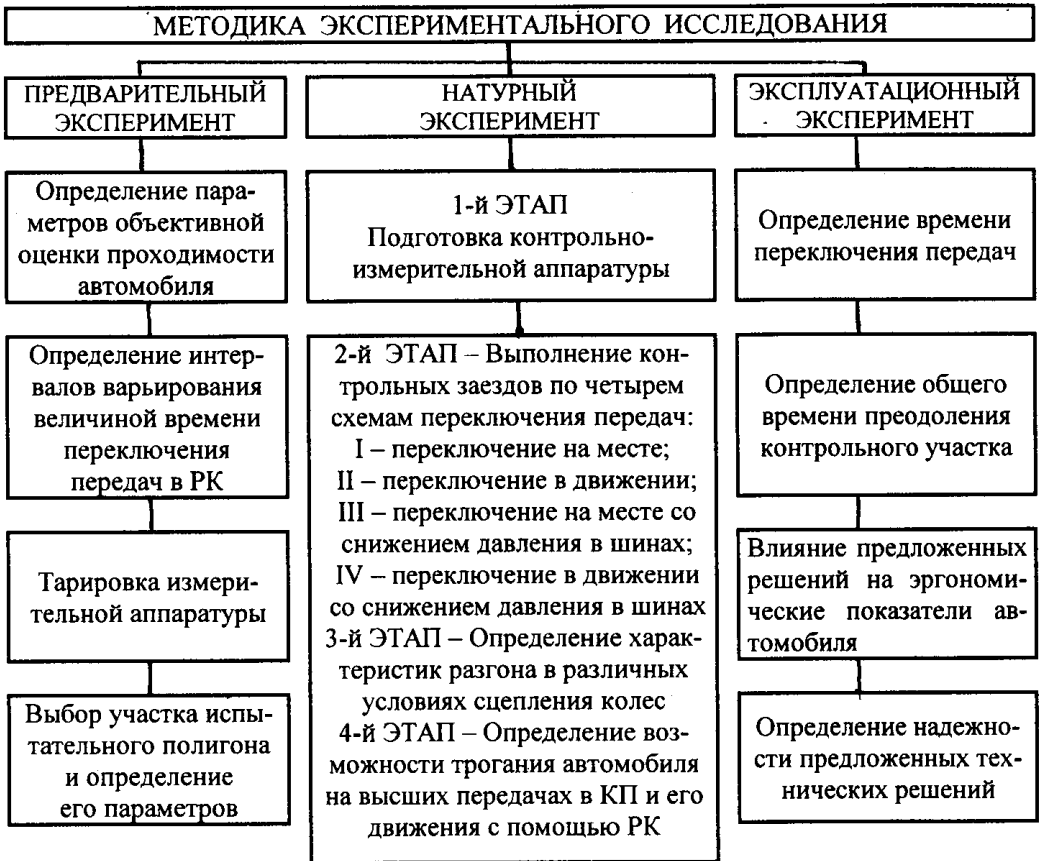 МЕТОДИКА ЭКСПЕРИМЕНТАЛЬНОГО ИССЛЕДОВАНИЯ
ПРЕДВАРИТЕЛЬНЫЙ
ЭКСПЕРИМЕНТ
Определение пара-
метров объективной
оценки проходимости
автомобиля
Определение интер-
валов варьирования
величиной времени
переключения
передач в РК
Тарировка измери-
тельной аппаратуры
Выбор участка испы-
тательного полигона
и определение
его параметров
НАТУРНЫЙ
ЭКСПЕРИМЕНТ
1-й ЭТАП
Подготовка контрольно-
измерительной аппаратуры
2-й ЭТАП – Выполнение кон-
трольных заездов по четырем
схемам переключения передач:
I – переключение на месте;
II – переключение в движении;
III – переключение на месте со
снижением давления в шинах;
IV – переключение в движении
со снижением давления в шинах
3-й ЭТАП – Определение харак-
теристик разгона в различных
условиях сцепления колес
4-й ЭТАП – Определение воз-
можности трогания автомобиля
на высших передачах в КП и его
движения с помощью РК
ЭКСПЛУАТАЦИОННЫЙ
ЭКСПЕРИМЕНТ
Определение времени
переключения передач
Определение общего
времени преодоления
контрольного участка
Влияние предложенных
решений на эргономи-
ческие показатели ав-
томобиля
Определение надежно-
сти предложенных тех-
нических решений